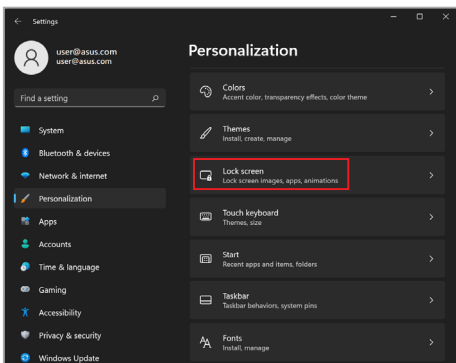 Settings
user@asus.com
user@asus.com
Find a setting
System
Bluetooth & devices
Network & internet
Personalization
Apps
Accounts
Time & language
Gaming
Accessibility
Privacy & security
Windows Update
Personalization
Colors
Accent color, transparency effects, color theme
Themes
Install, create, manage
Lock screen
Lock screen images, apps, animations
Touch keyboard
Themes, size
Start
Recent apps and items, folders
Taskbar
Taskbar behaviors, system pins
Fonts
Install, manage